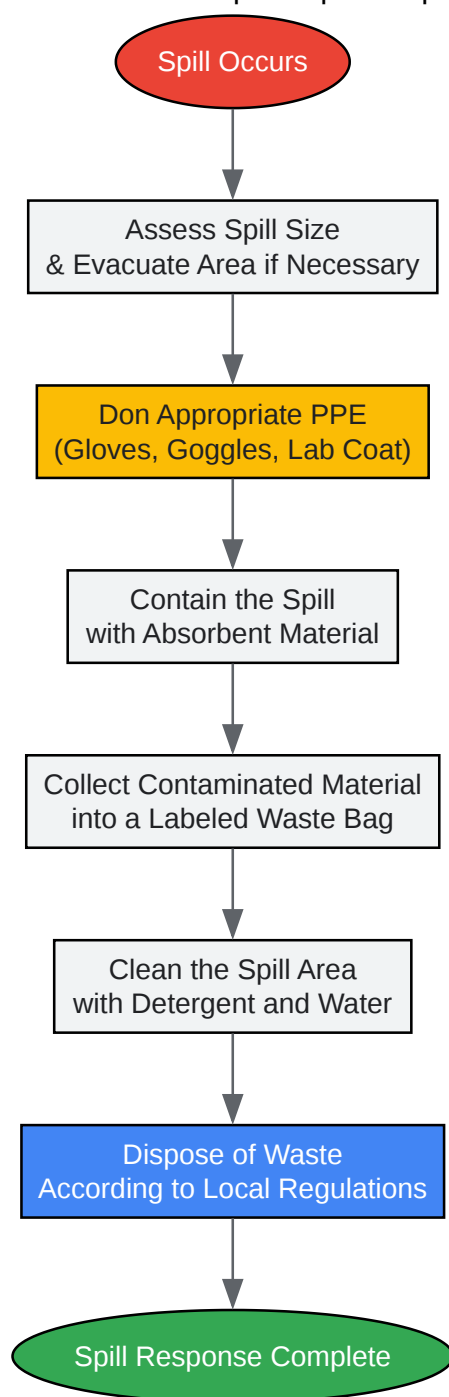 Spill Occurs
Assess Spill Size
& Evacuate Area if Necessary
Don Appropriate PPE
(Gloves, Goggles, Lab Coat)
Contain the Spill
with Absorbent Material
Collect Contaminated Material
into a Labeled Waste Bag
Clean the Spill Area
with Detergent and Water
Dispose of Waste
According to Local Regulations
Spill Response Complete